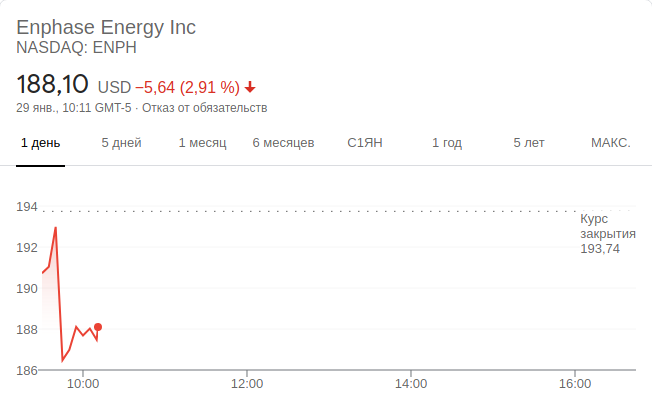 Enphase Energy Inc
NASDAQ: ENPH
188,10 USD −5,64 (2,91 %)
29 янв., 10:11 GMT-5 · Отказ от обязательств
1 день 5 дней 1 месяц 6 месяцев С1ЯН 1 год 5 лет МАКС.
194
Курс
закрытия
193,74
192
190
188
186
10:00 12:00 14:00 16:00